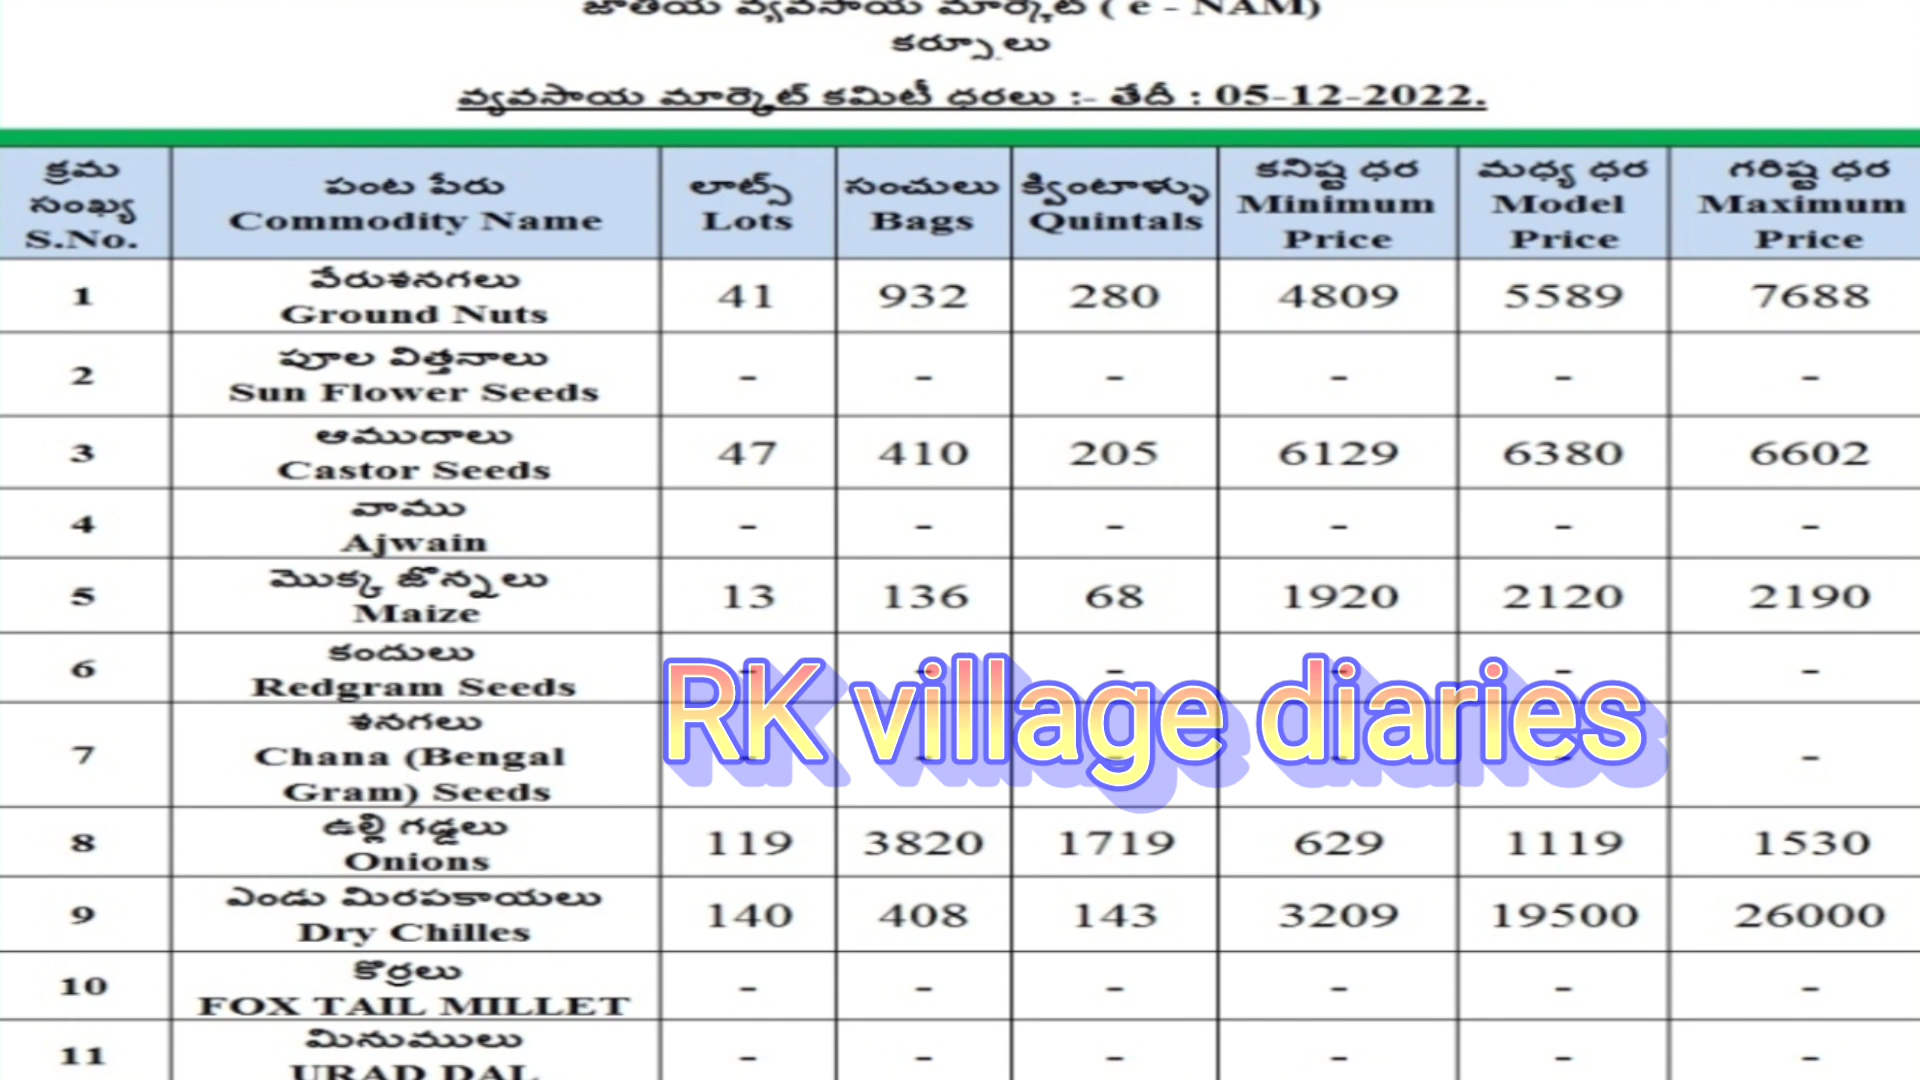 జాతీయ వ్యవసాయ మార్కెట్ ( e - NAM)
కర్నూలు
వ్యవసాయ మార్కెట్ కమిటీ ధరలు :- తేదీ : 05-12-2022.
క్రమ సంఖ్య S.No. పంట పేరు Commodity Name లాట్స్ Lots సంచులు Bags క్వింటాళ్ళు Quintals కనిష్ట ధర Minimum Price మధ్య ధర Model Price గరిష్ట ధర Maximum Price
1 వేరుశనగలు Ground Nuts 41 932 280 4809 5589 7688
2 పూల విత్తనాలు Sun Flower Seeds - - - - - -
3 ఆముదాలు Castor Seeds 47 410 205 6129 6380 6602
4 వాము Ajwain - - - - - -
5 మొక్క జొన్నలు Maize 13 136 68 1920 2120 2190
6 కందులు Redgram Seeds - - - - - -
RK village diaries
7 శనగలు Chana (Bengal Gram) Seeds - - - - - -
8 ఉల్లి గడ్డలు Onions 119 3820 1719 629 1119 1530
9 ఎండు మిరపకాయలు Dry Chilles 140 408 143 3209 19500 26000
10 కొర్రలు FOX TAIL MILLET - - - - - -
11 మినుములు URAD DAL - - - - - -